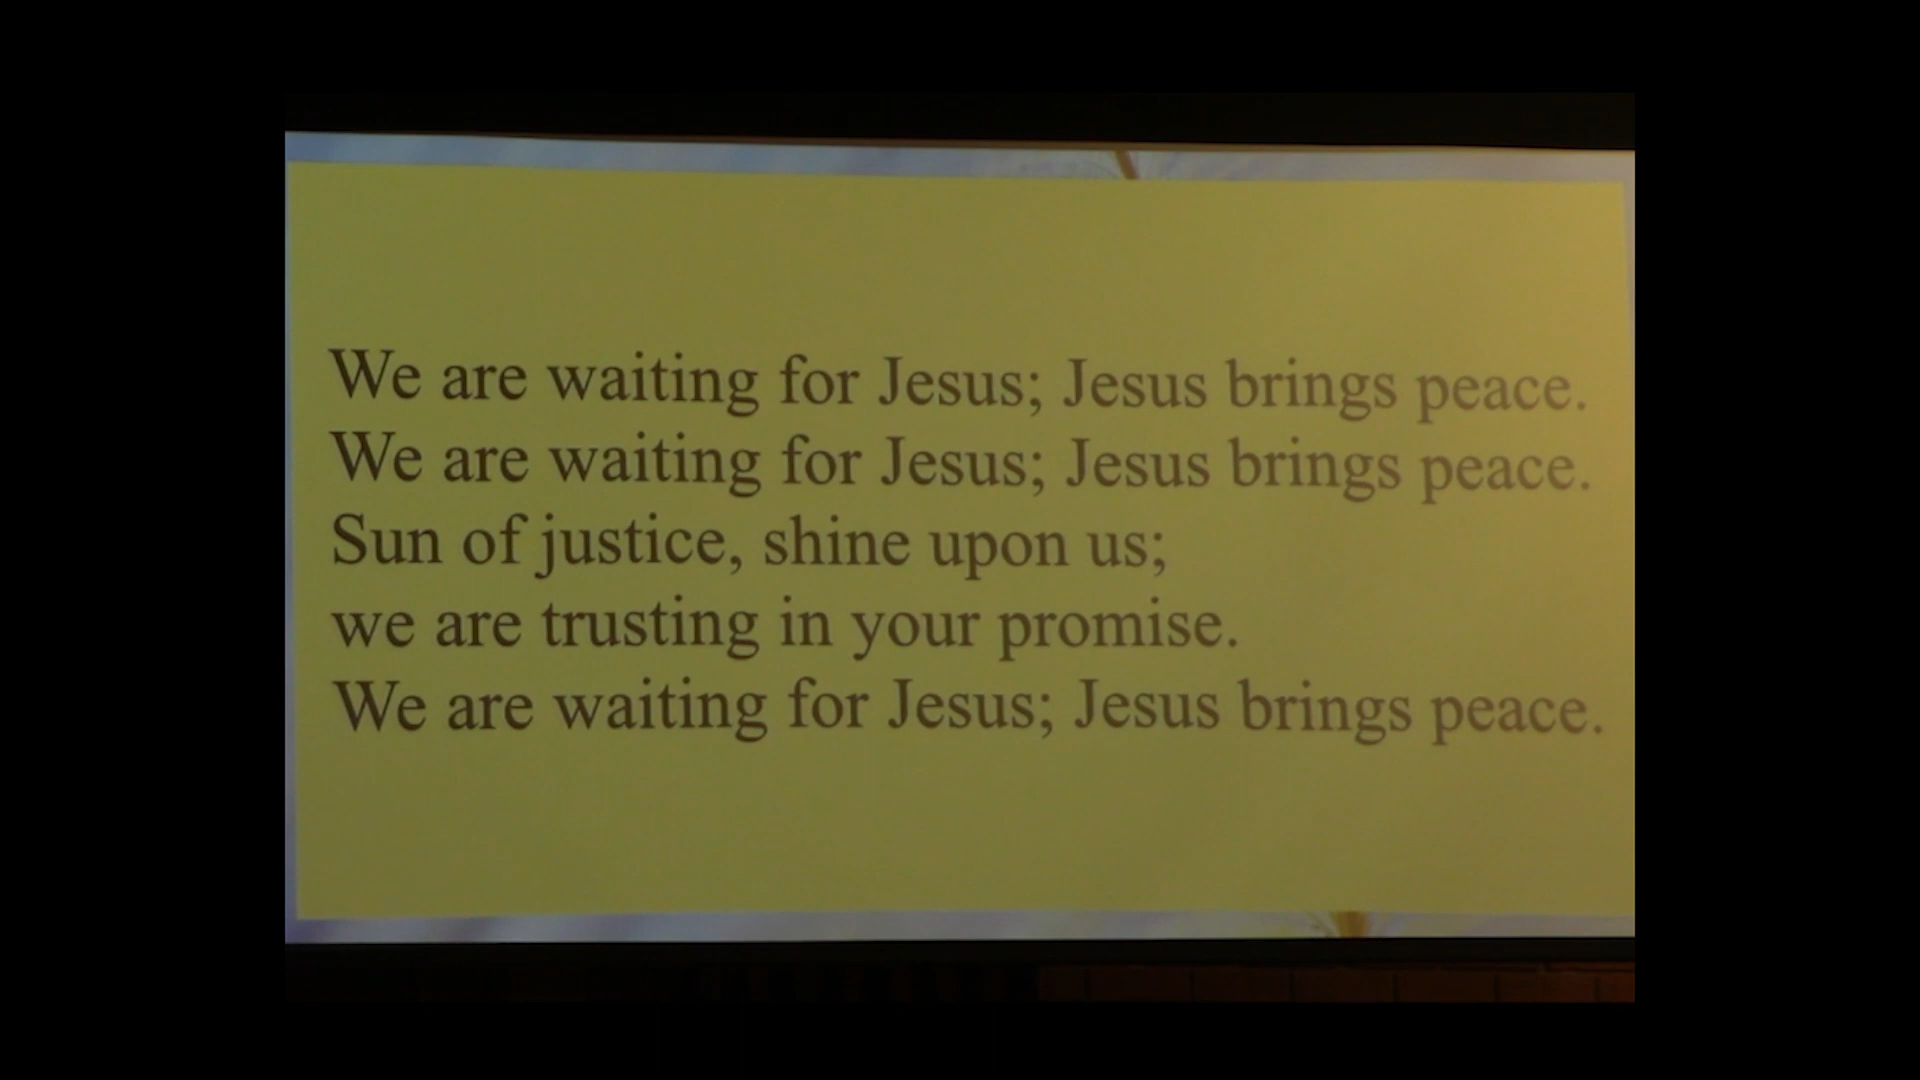 We are waiting for Jesus; Jesus brings peace.
We are waiting for Jesus; Jesus brings peace.
Sun of justice, shine upon us;
we are trusting in your promise.
We are waiting for Jesus; Jesus brings peace.